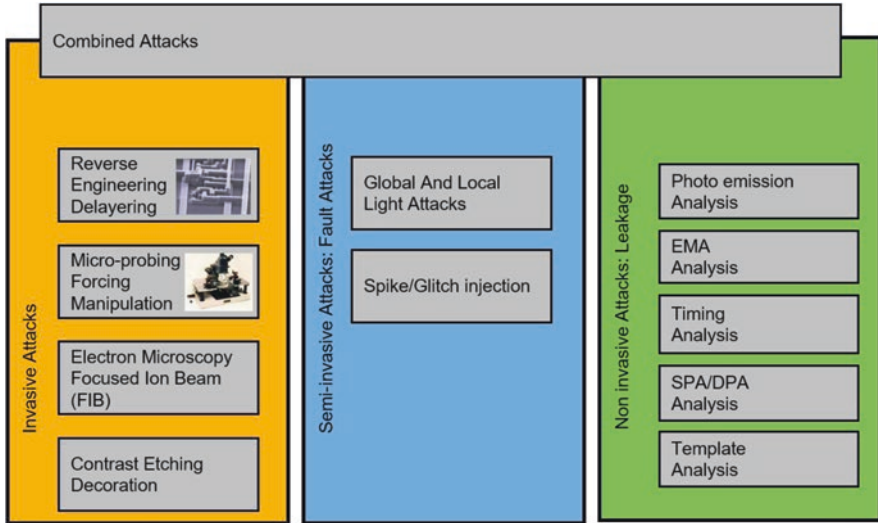 Combined Attacks
Invasive Attacks
Reverse
Engineering
Delayering
Micro-probing
Forcing
Manipulation
Electron Microscopy
Focused Ion Beam
(FIB)
Contrast Etching
Decoration
Semi-invasive Attacks: Fault Attacks
Global And Local
Light Attacks
Spike/Glitch injection
Non invasive Attacks: Leakage
Photo emission
Analysis
EMA
Analysis
Timing
Analysis
SPA/DPA
Analysis
Template
Analysis